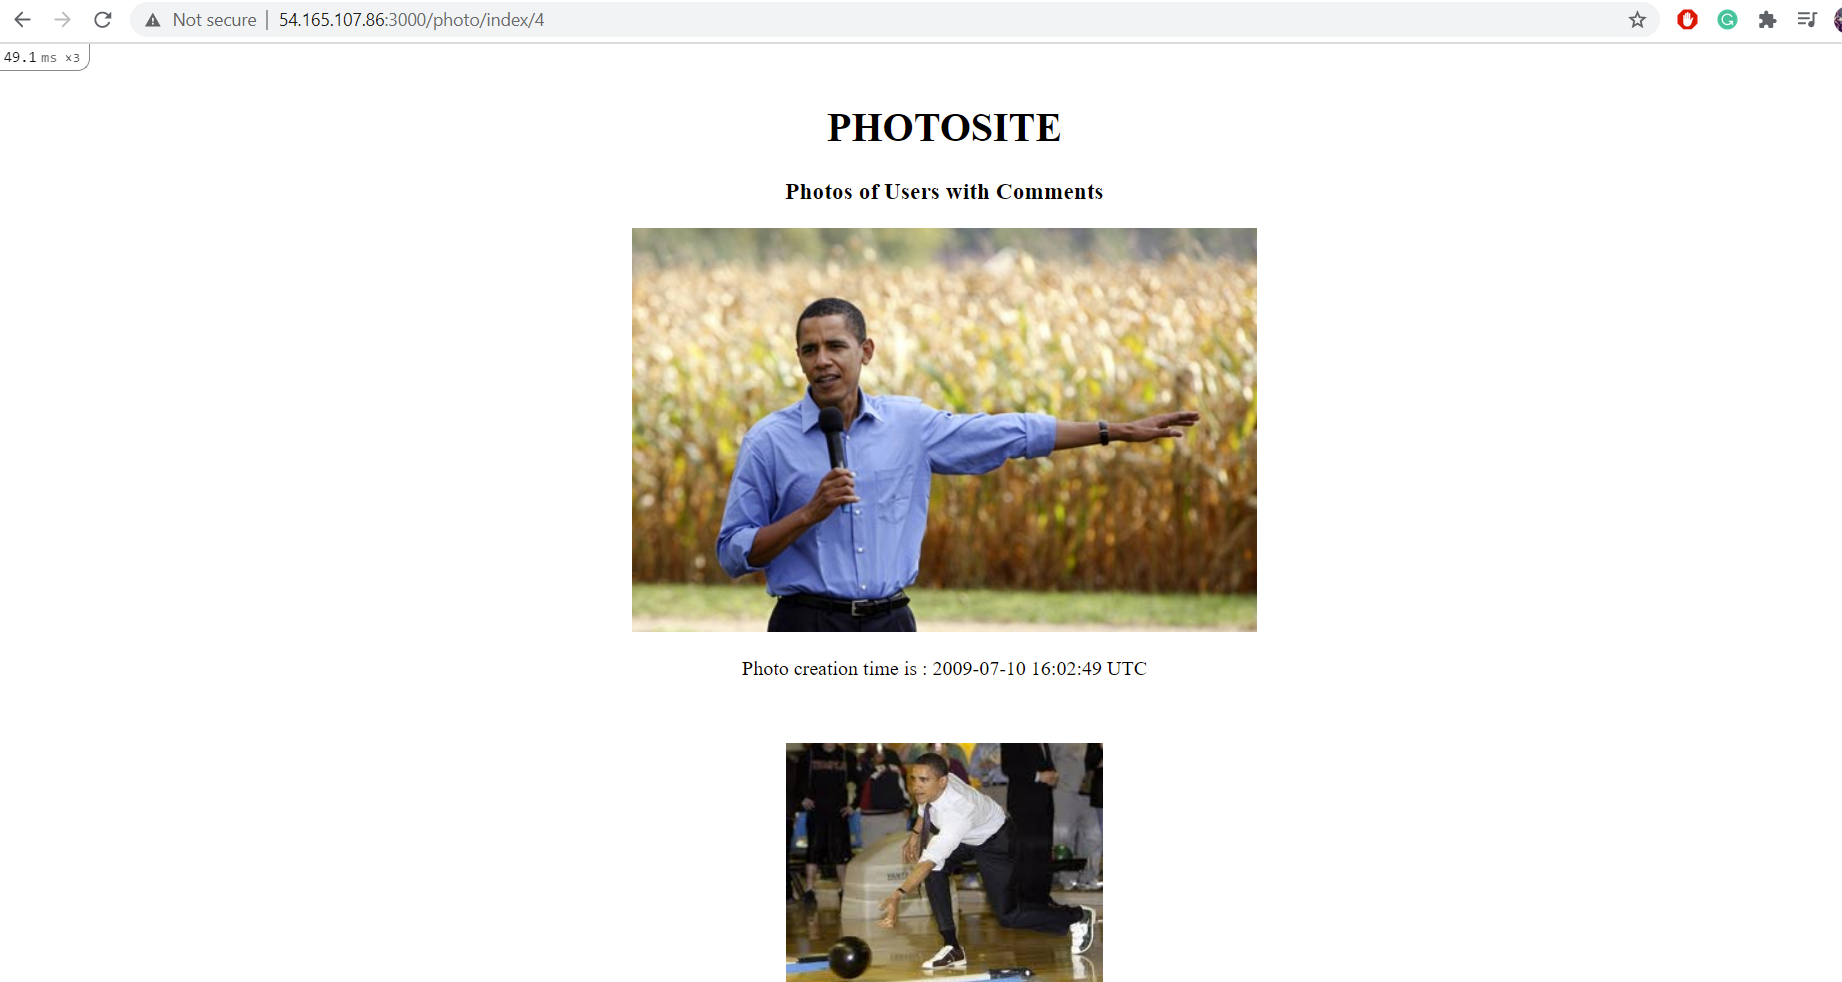 Not secure | 54.165.107.86:3000/photo/index/4
49.1 ms ×3
PHOTOSITE
Photos of Users with Comments
Photo creation time is : 2009-07-10 16:02:49 UTC